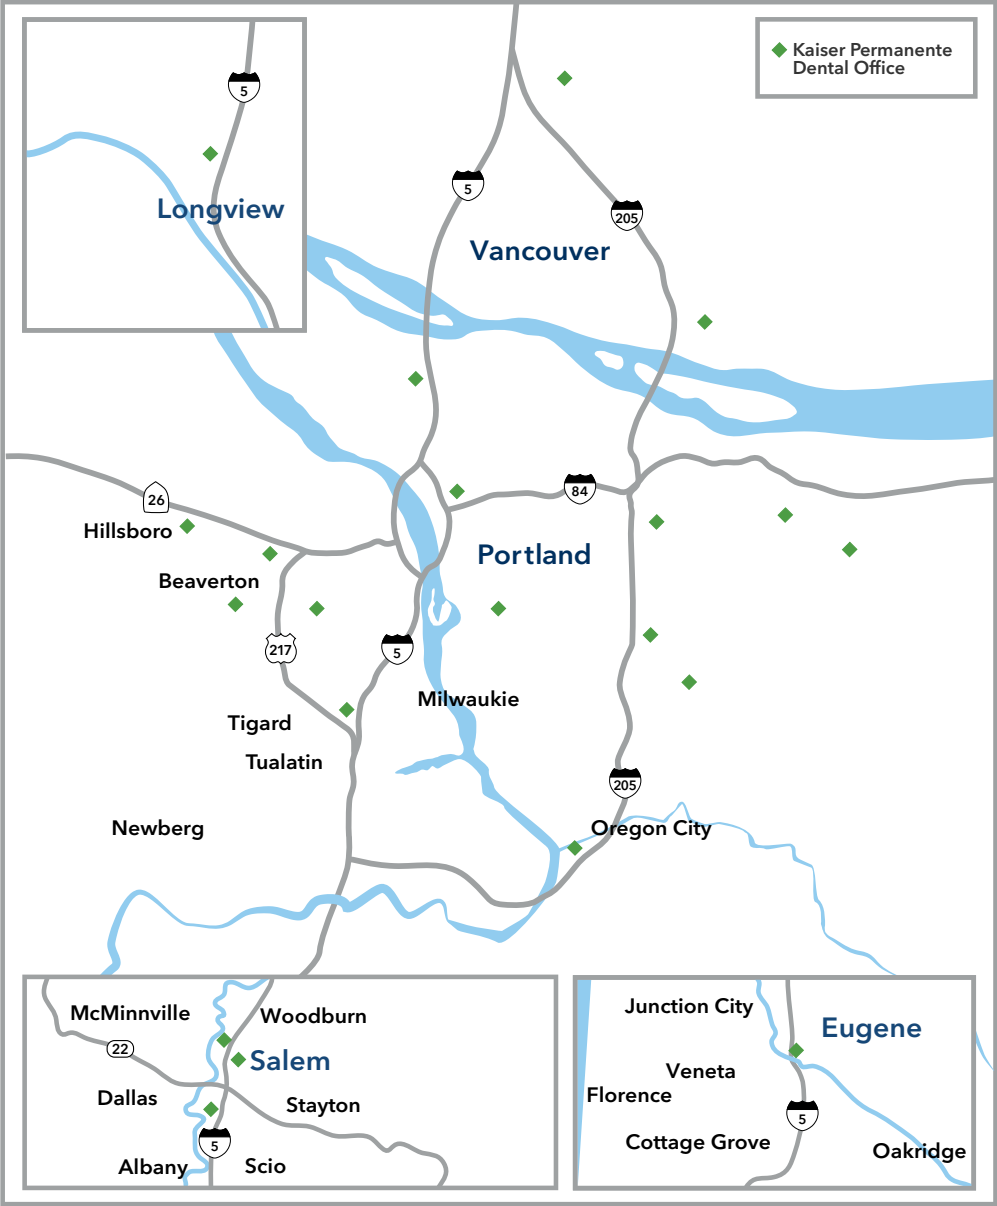 5
Longview
Kaiser Permanente
Dental Office
5
205
Vancouver
26
84
Hillsboro
Portland
Beaverton
217
5
Milwaukie
Tigard
Tualatin
205
Newberg
Oregon City
McMinnville
Woodburn
22
Salem
Dallas
Stayton
5
Albany
Scio
Junction City
Eugene
Veneta
Florence
5
Cottage Grove
Oakridge